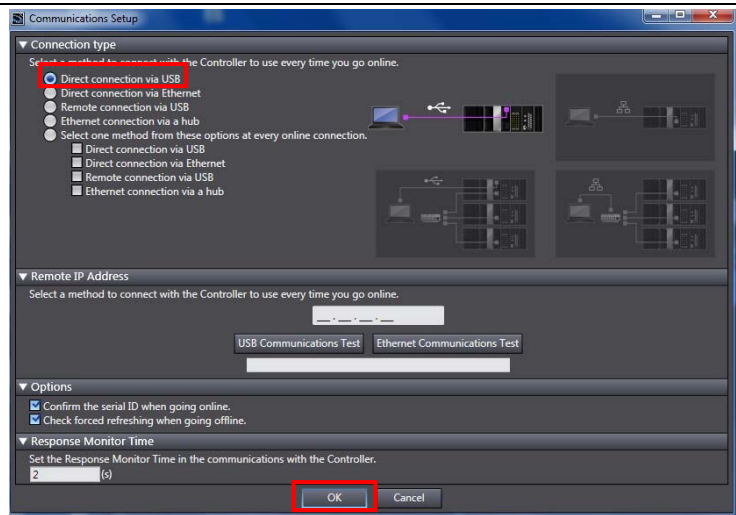 Communications Setup
▼ Connection type
Select a method to connect with the Controller to use every time you go online.
Direct connection via USB
Direct connection via Ethernet
Remote connection via USB
Ethernet connection via a hub
Select one method from these options at every online connection.
Direct connection via USB
Direct connection via Ethernet
Remote connection via USB
Ethernet connection via a hub
▼ Remote IP Address
Select a method to connect with the Controller to use every time you go online.
__.__.__.__
USB Communications Test Ethernet Communications Test
▼ Options
Confirm the serial ID when going online.
Check forced refreshing when going offline.
▼ Response Monitor Time
Set the Response Monitor Time in the communications with the Controller.
2 (s)
OK Cancel